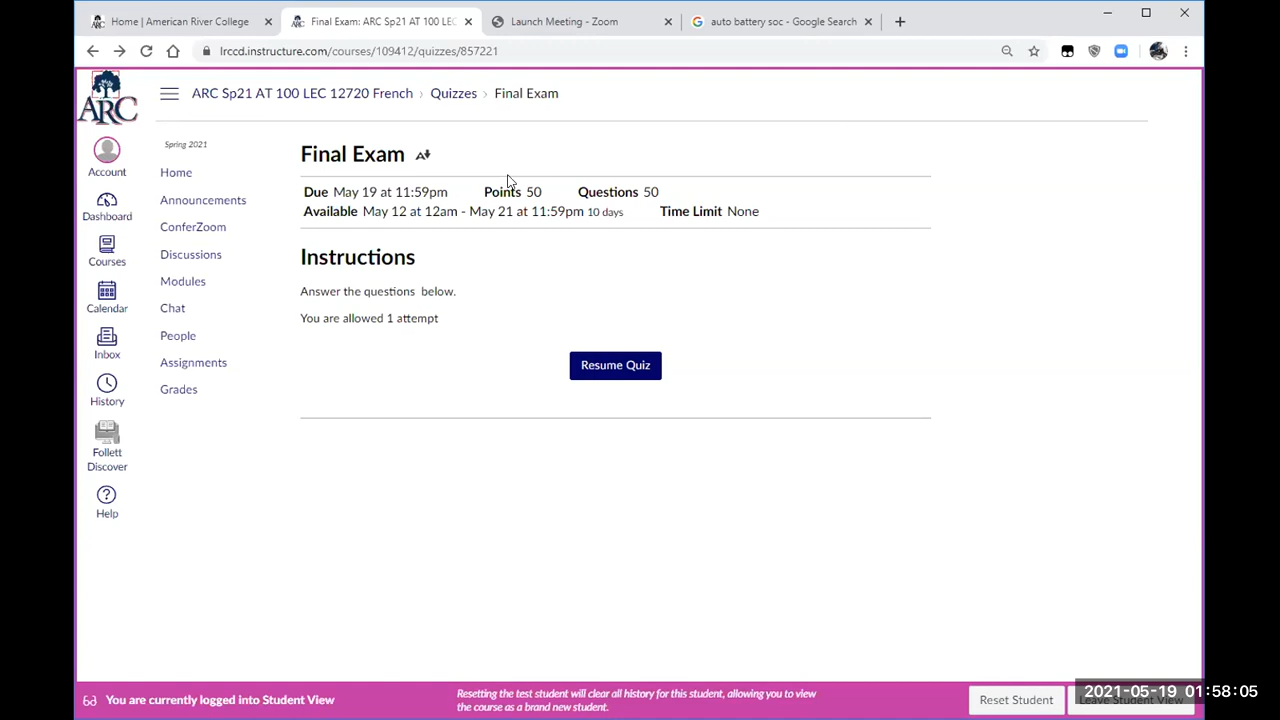 Home | American River College
Final Exam: ARC Sp21 AT 100 LEC
Launch Meeting - Zoom
auto battery soc - Google Search
lrccd.instructure.com/courses/109412/quizzes/857221
ARC
ARC Sp21 AT 100 LEC 12720 French › Quizzes › Final Exam
Account
Dashboard
Courses
Calendar
Inbox
History
Follett
Discover
Help
Spring 2021
Home
Announcements
ConferZoom
Discussions
Modules
Chat
People
Assignments
Grades
Final Exam
Due May 19 at 11:59pm Points 50 Questions 50
Available May 12 at 12am - May 21 at 11:59pm 10 days Time Limit None
Instructions
Answer the questions below.
You are allowed 1 attempt
Resume Quiz
You are currently logged into Student View
Resetting the test student will clear all history for this student, allowing you to view
the course as a brand new student.
Reset Student
Leave Student View
2021-05-19 01:58:05